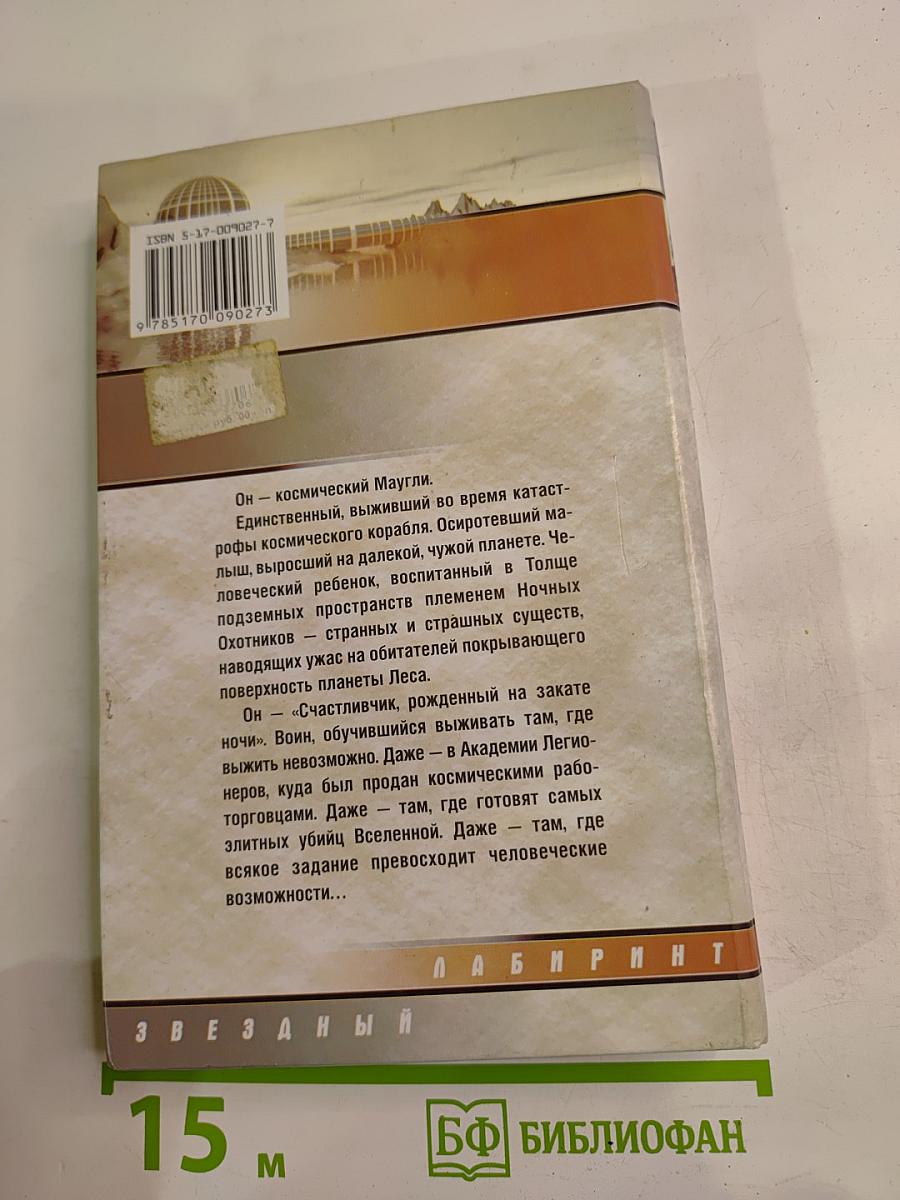 ISBN 5-17-009027-7
9 785170 090273
руб. 00
Он – космический Маугли.
Единственный, выживший во время катаст-
рофы космического корабля. Осиротевший ма-
лыш, выросший на далекой, чужой планете. Че-
ловеческий ребенок, воспитанный в Толще
подземных пространств племенем Ночных
Охотников – странных и страшных существ,
наводящих ужас на обитателей покрывающего
поверхность планеты Леса.
Он – «Счастливчик, рожденный на закате
ночи». Воин, обучившийся выживать там, где
выжить невозможно. Даже – в Академии Легио-
неров, куда был продан космическими рабо-
торговцами. Даже – там, где готовят самых
элитных убийц Вселенной. Даже – там, где
всякое задание превосходит человеческие
возможности...
ЛАБИРИНТ
ЗВЕЗДНЫЙ
15 м
БФ БИБЛИОФАН